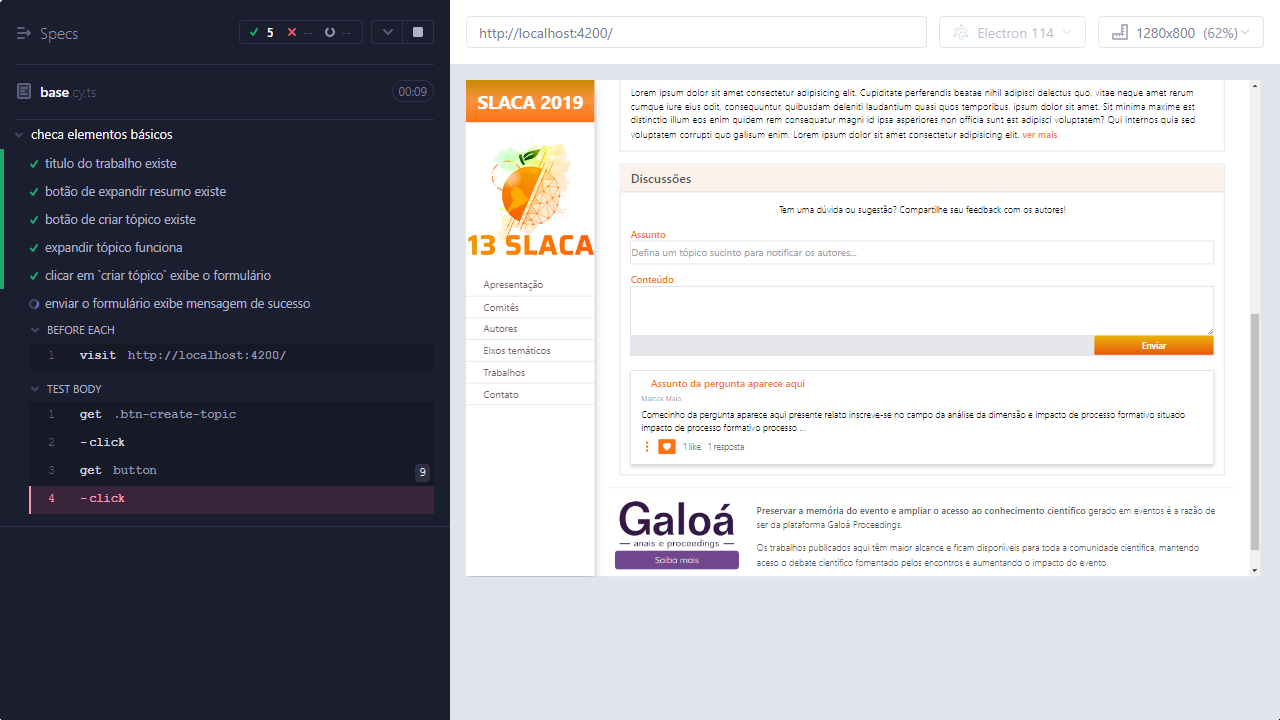 Specs
5
--
--
base.cy.ts
00:09
checa elementos básicos
titulo do trabalho existe
botão de expandir resumo existe
botão de criar tópico existe
expandir tópico funciona
clicar em `criar tópico` exibe o formulário
enviar o formulário exibe mensagem de sucesso
BEFORE EACH
1 visit http://localhost:4200/
TEST BODY
1 get .btn-create-topic
2 -click
3 get button 9
4 -click
http://localhost:4200/
Electron 114
1280x800 (62%)
SLACA 2019
13 SLACA
Apresentação
Comitês
Autores
Eixos temáticos
Trabalhos
Contato
Lorem ipsum dolor sit amet consectetur adipisicing elit. Cupiditate perferendis beatae nihil adipisci delectus quo, vitae neque amet rerum
cumque iure eius odit, consequuntur, quibusdam deleniti laudantium quasi quos temporibus. ipsum dolor sit amet. Sit minima maxime est
distinctio illum eos enim quidem rem consequatur magni id ipsa asperiores non officia sunt est adipisci voluptatem? Qui internos quia sed
voluptatem corrupti quo galisum enim. Lorem ipsum dolor sit amet consectetur adipisicing elit. ver mais
Discussões
Tem uma dúvida ou sugestão? Compartilhe seu feedback com os autores!
Assunto
Defina um tópico sucinto para notificar os autores...
Conteúdo
Enviar
Assunto da pergunta aparece aqui
Marcos Maio
Comecinho da pergunta aparece aqui presente relato inscreve-se no campo da análise da dimensão e impacto de processo formativo situado
impacto de processo formativo processo ...
1 like 1 resposta
Galoá
anais e proceedings
Saiba mais
Preservar a memória do evento e ampliar o acesso ao conhecimento científico gerado em eventos é a razão de
ser da plataforma Galoá Proceedings.
Os trabalhos publicados aqui têm maior alcance e ficam disponíveis para toda a comunidade científica, mantendo
aceso o debate científico fomentado pelos encontros e aumentando o impacto do evento.